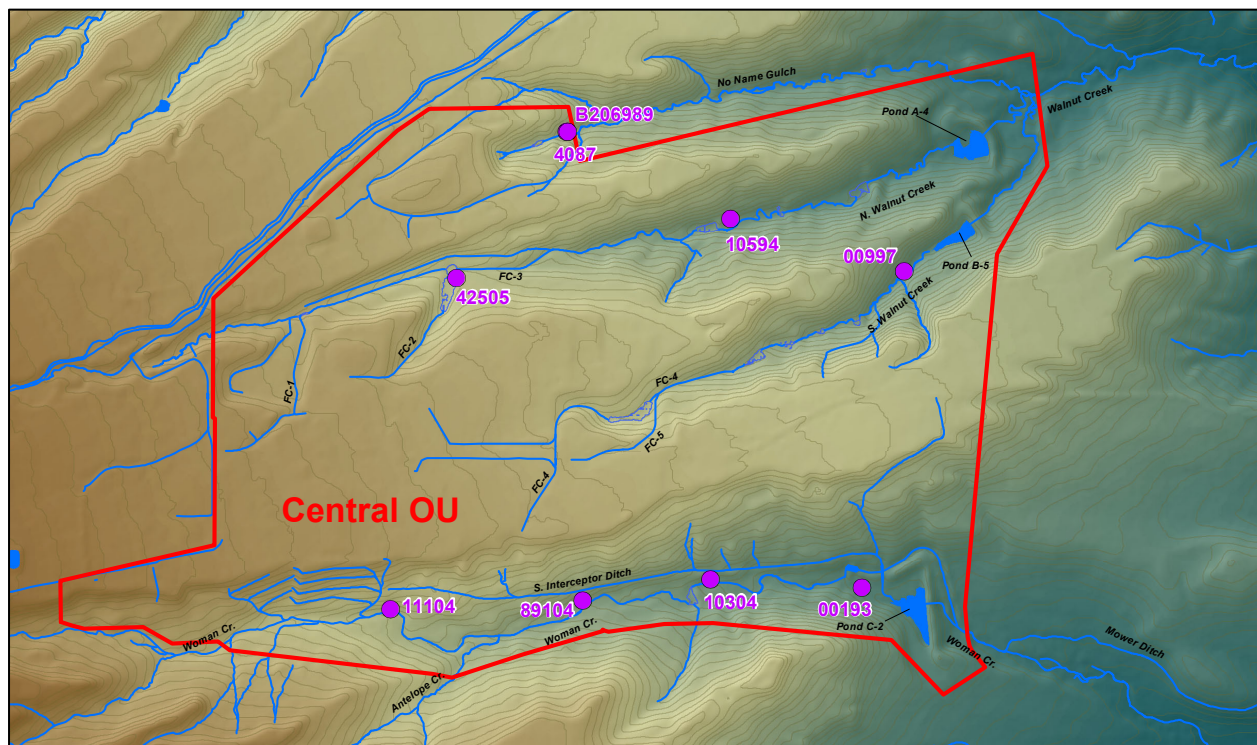 No Name Gulch
Walnut Creek
B206989
Pond A-4
4087
N. Walnut Creek
10594
00997
Pond B-5
FC-3
42505
S. Walnut Creek
FC-2
FC-1
FC-4
FC-5
FC-4
Central OU
S. Interceptor Ditch
11104
89104
10304
00193
Pond C-2
Woman Cr.
Woman Cr.
Woman Cr.
Mower Ditch
Antelope Cr.